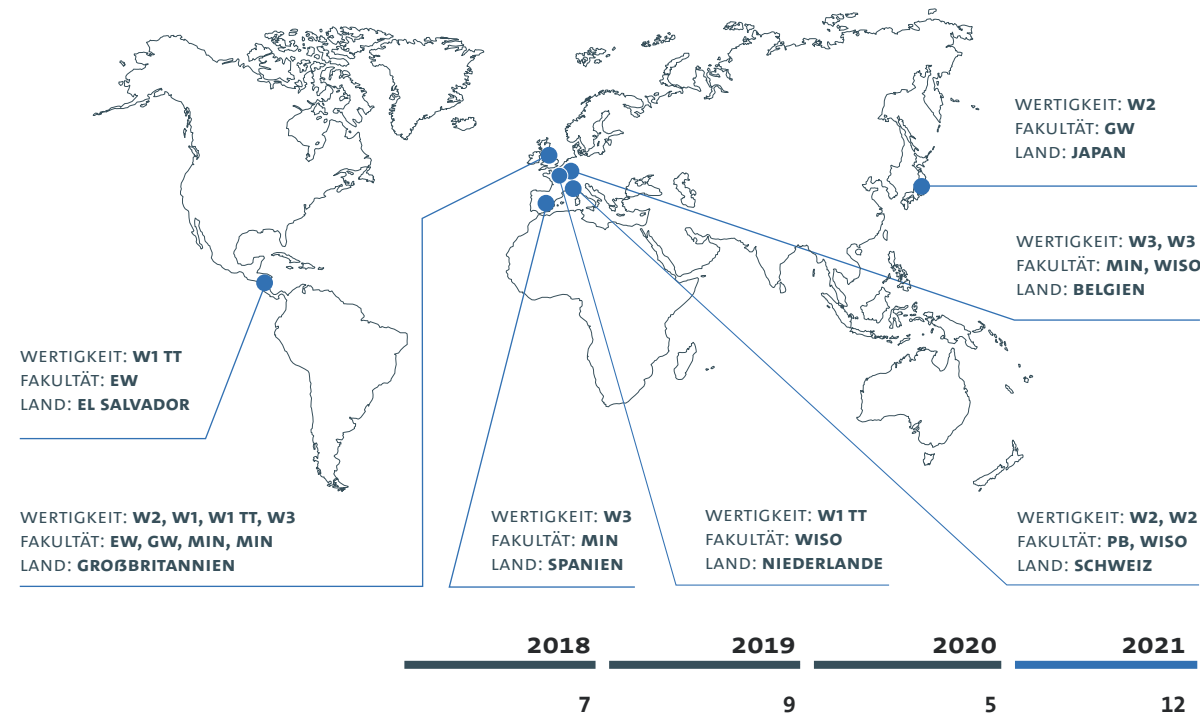 WERTIGKEIT: W2
FAKULTÄT: GW
LAND: JAPAN
WERTIGKEIT: W3, W3
FAKULTÄT: MIN, WISO
LAND: BELGIEN
WERTIGKEIT: W1 TT
FAKULTÄT: EW
LAND: EL SALVADOR
WERTIGKEIT: W2, W1, W1 TT, W3
FAKULTÄT: EW, GW, MIN, MIN
LAND: GROẞBRITANNIEN
WERTIGKEIT: W3
FAKULTÄT: MIN
LAND: SPANIEN
WERTIGKEIT: W1 TT
FAKULTÄT: WISO
LAND: NIEDERLANDE
WERTIGKEIT: W2, W2
FAKULTÄT: PB, WISO
LAND: SCHWEIZ
2018 2019 2020 2021
7 9 5 12